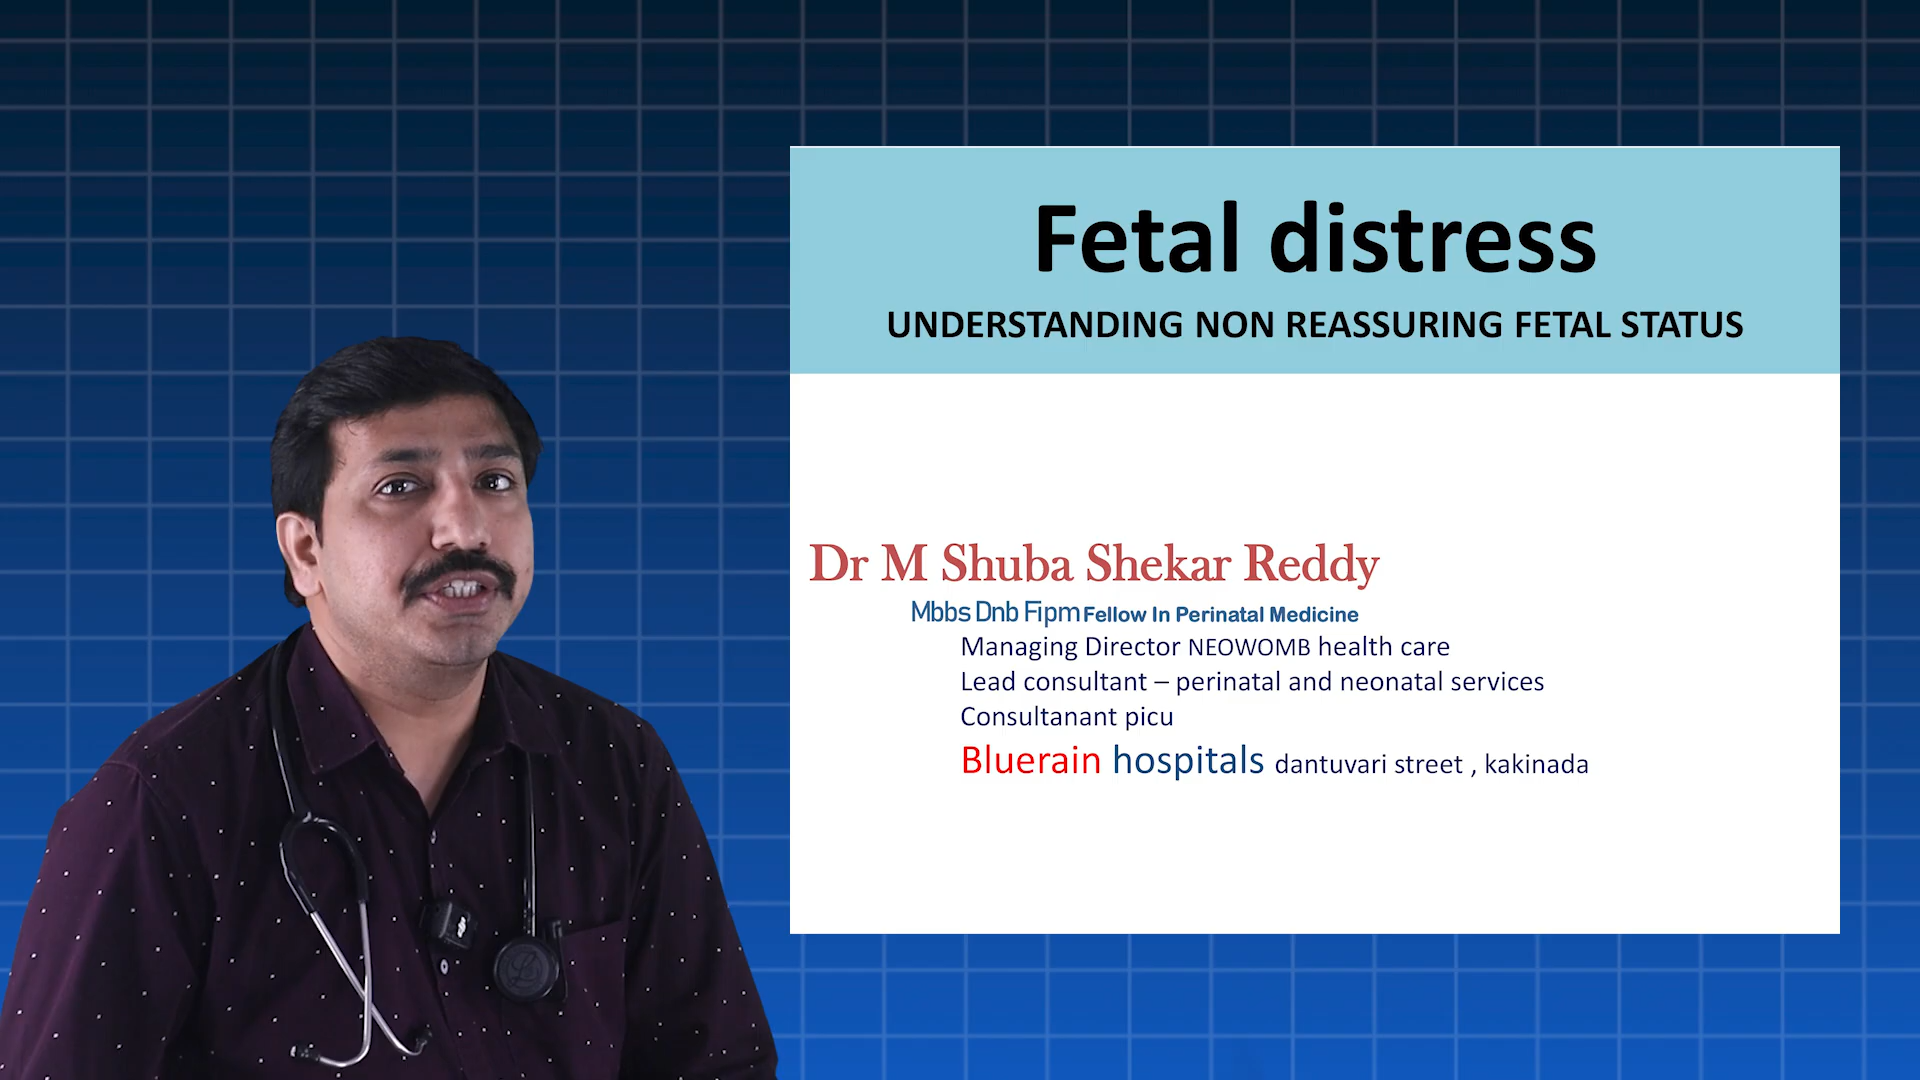 Fetal distress
UNDERSTANDING NON REASSURING FETAL STATUS
Dr M Shuba Shekar Reddy
Mbbs Dnb Fipm Fellow In Perinatal Medicine
Managing Director NEOWOMB health care
Lead consultant – perinatal and neonatal services
Consultanant picu
Bluerain hospitals dantuvari street , kakinada